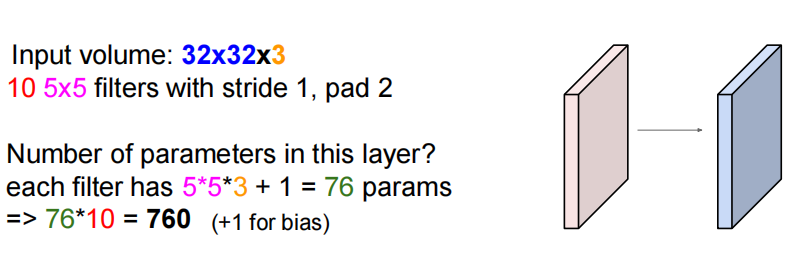 Input volume: 32x32x3
10 5x5 filters with stride 1, pad 2
Number of parameters in this layer?
each filter has 5*5*3 + 1 = 76 params
=> 76*10 = 760 (+1 for bias)